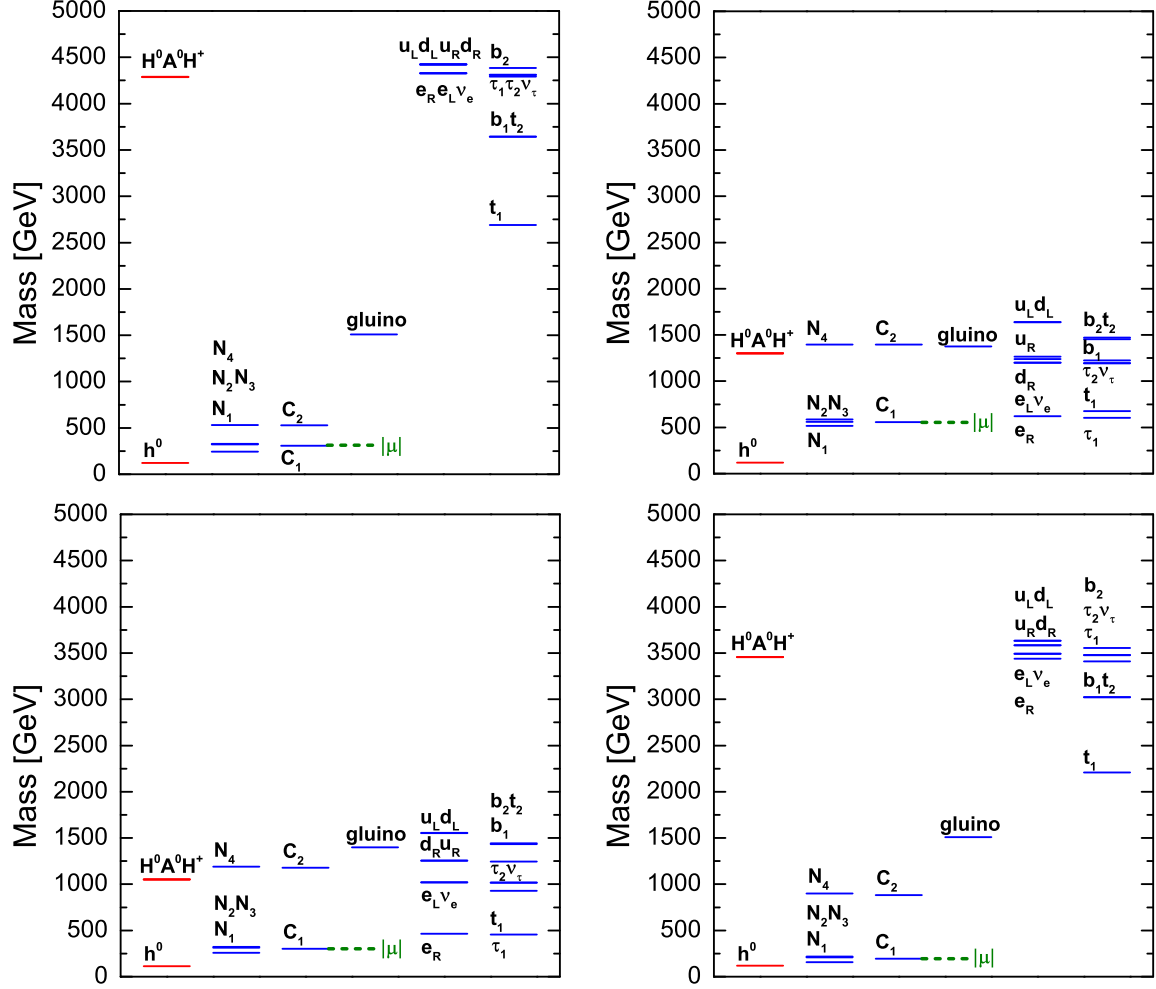 5000
4500
4000
3500
3000
2500
2000
1500
1000
500
0
Mass [GeV]
H⁰A⁰H⁺
h⁰
N₄
N₂N₃
N₁
C₂
C₁
|μ|
gluino
u_Ld_Lu_Rd_R
e_Re_Lν_e
b₂
τ₁τ₂ν_τ
b₁t₂
t₁
5000
4500
4000
3500
3000
2500
2000
1500
1000
500
0
Mass [GeV]
H⁰A⁰H⁺
h⁰
N₄
N₂N₃
N₁
C₂
C₁
|μ|
gluino
u_Ld_L
u_R
d_R
e_Lν_e
e_R
b₂t₂
b₁
τ₂ν_τ
t₁
τ₁
5000
4500
4000
3500
3000
2500
2000
1500
1000
500
0
Mass [GeV]
H⁰A⁰H⁺
h⁰
N₄
N₂N₃
N₁
C₂
C₁
|μ|
gluino
u_Ld_L
d_Ru_R
e_Lν_e
e_R
b₂t₂
b₁
τ₂ν_τ
t₁
τ₁
5000
4500
4000
3500
3000
2500
2000
1500
1000
500
0
Mass [GeV]
H⁰A⁰H⁺
h⁰
N₄
N₂N₃
N₁
C₂
C₁
|μ|
gluino
u_Ld_L
u_Rd_R
e_Lν_e
e_R
b₂
τ₂ν_τ
τ₁
b₁t₂
t₁